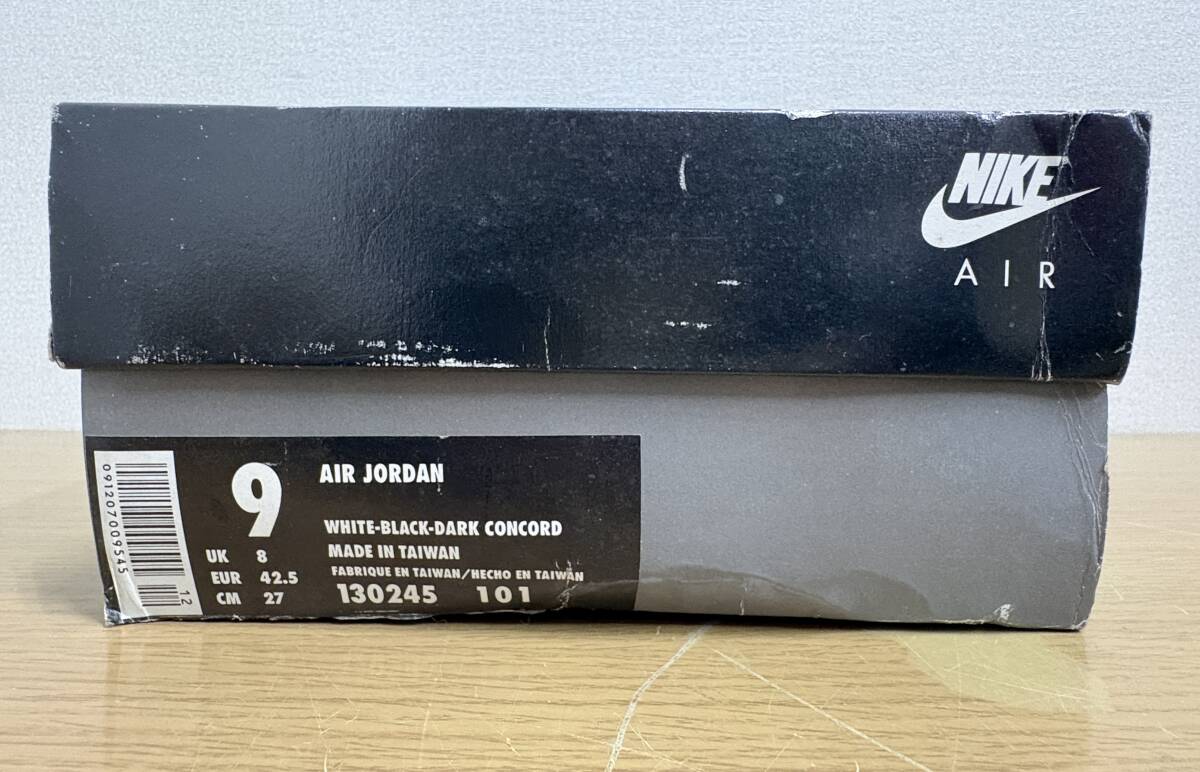 NIKE
AIR
091207009545
12
9
AIR JORDAN
WHITE-BLACK-DARK CONCORD
UK 8
MADE IN TAIWAN
EUR 42.5
FABRIQUE EN TAIWAN/HECHO EN TAIWAN
CM 27
130245 101